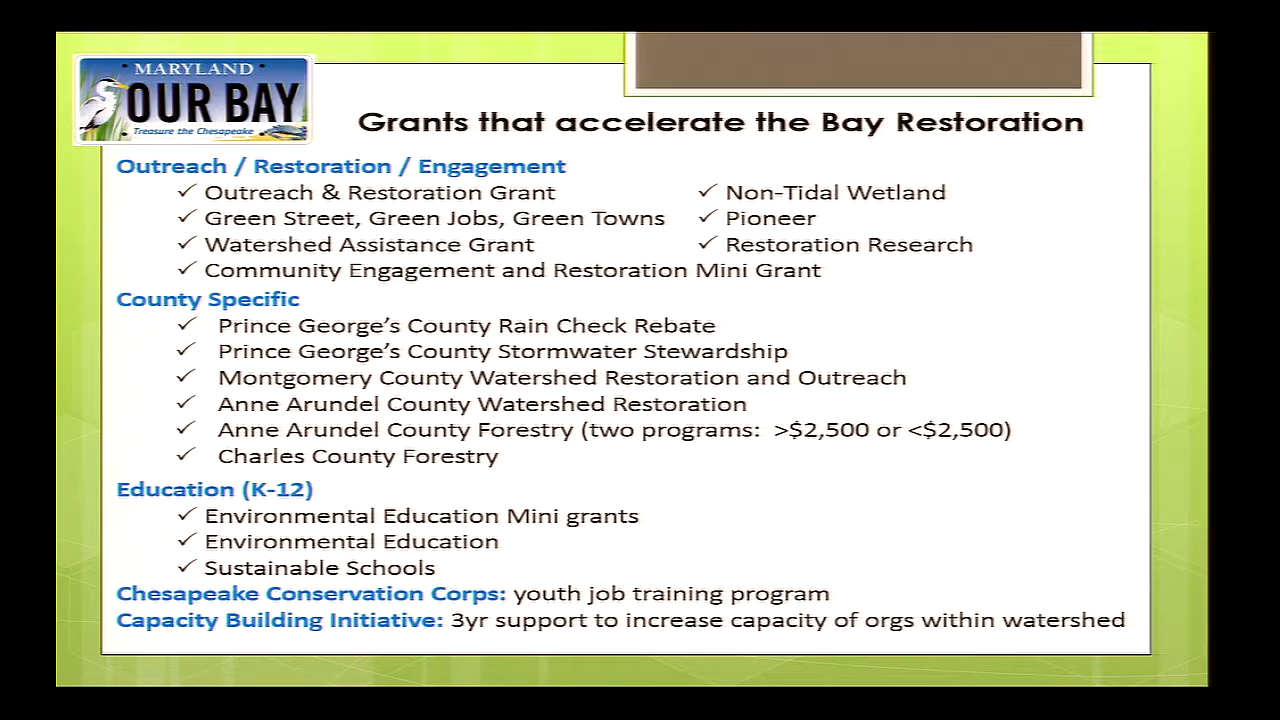 MARYLAND
OUR BAY
Treasure the Chesapeake
Grants that accelerate the Bay Restoration
Outreach / Restoration / Engagement
✓ Outreach & Restoration Grant
✓ Non-Tidal Wetland
✓ Green Street, Green Jobs, Green Towns
✓ Pioneer
✓ Watershed Assistance Grant
✓ Restoration Research
✓ Community Engagement and Restoration Mini Grant
County Specific
✓ Prince George's County Rain Check Rebate
✓ Prince George's County Stormwater Stewardship
✓ Montgomery County Watershed Restoration and Outreach
✓ Anne Arundel County Watershed Restoration
✓ Anne Arundel County Forestry (two programs: >$2,500 or <$2,500)
✓ Charles County Forestry
Education (K-12)
✓ Environmental Education Mini grants
✓ Environmental Education
✓ Sustainable Schools
Chesapeake Conservation Corps: youth job training program
Capacity Building Initiative: 3yr support to increase capacity of orgs within watershed